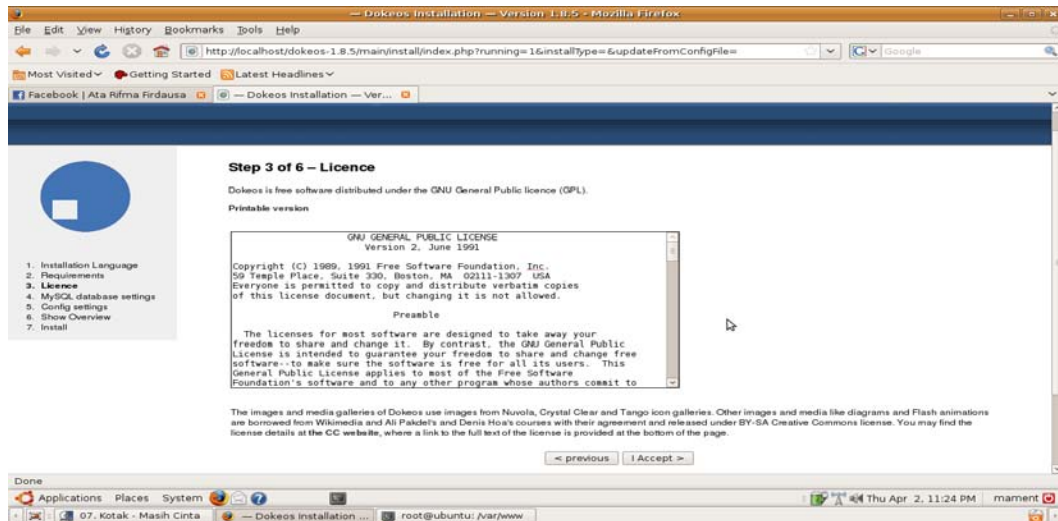 — Dokeos Installation — Version 1.8.5 - Mozilla Firefox
File Edit View History Bookmarks Tools Help
http://localhost/dokeos-1.8.5/main/install/index.php?running=1&installType=&updateFromConfigFile=
Google
Most Visited Getting Started Latest Headlines
Facebook | Ata Rifma Firdausa
— Dokeos Installation — Ver...
Step 3 of 6 – Licence
Dokeos is free software distributed under the GNU General Public licence (GPL).
Printable version
1. Installation Language
2. Requirements
3. Licence
4. MySQL database settings
5. Config settings
6. Show Overview
7. Install
GNU GENERAL PUBLIC LICENSE
Version 2, June 1991
Copyright (C) 1989, 1991 Free Software Foundation, Inc.
59 Temple Place, Suite 330, Boston, MA 02111-1307 USA
Everyone is permitted to copy and distribute verbatim copies
of this license document, but changing it is not allowed.
Preamble
The licenses for most software are designed to take away your
freedom to share and change it. By contrast, the GNU General Public
License is intended to guarantee your freedom to share and change free
software--to make sure the software is free for all its users. This
General Public License applies to most of the Free Software
Foundation's software and to any other program whose authors commit to
The images and media galleries of Dokeos use images from Nuvola, Crystal Clear and Tango icon galleries. Other images and media like diagrams and Flash animations
are borrowed from Wikimedia and Ali Pakdel's and Denis Hoa's courses with their agreement and released under BY-SA Creative Commons license. You may find the
license details at the CC website, where a link to the full text of the license is provided at the bottom of the page.
< previous
I Accept >
Done
Applications Places System
Thu Apr 2, 11:24 PM mament
07. Kotak - Masih Cinta
— Dokeos Installation ...
root@ubuntu: /var/www